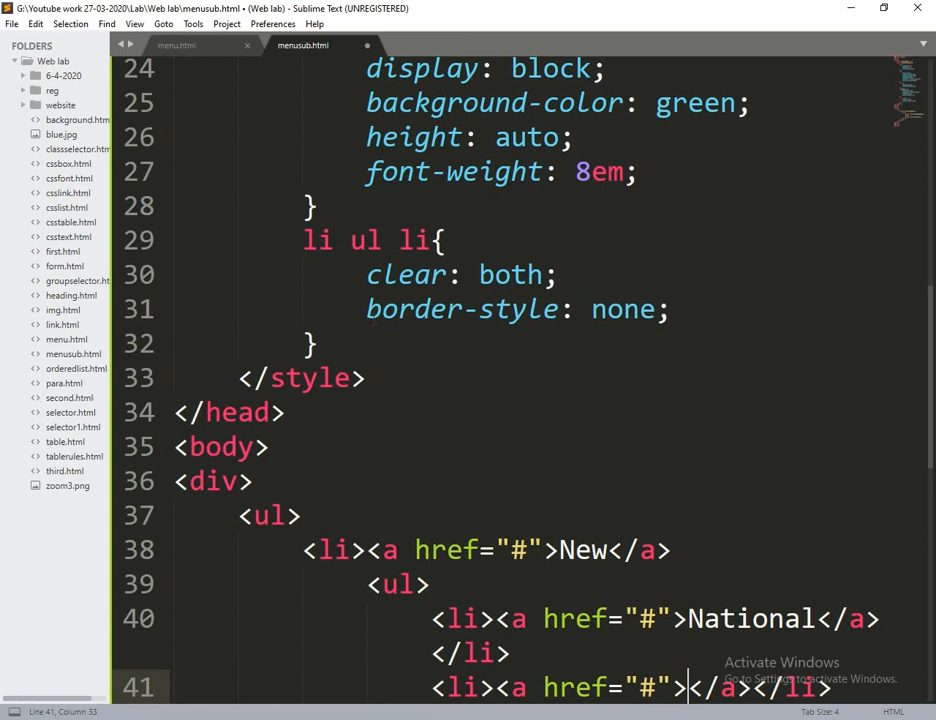 G:\Youtube work 27-03-2020\Lab\Web lab\menusub.html • (Web lab) - Sublime Text (UNREGISTERED)
File Edit Selection Find View Goto Tools Project Preferences Help
FOLDERS
Web lab
6-4-2020
reg
website
background.htm
blue.jpg
classselector.htm
cssbox.html
cssfont.html
csslink.html
csslist.html
csstable.html
csstext.html
first.html
form.html
groupselector.ht
heading.html
img.html
link.html
menu.html
menusub.html
orderedlist.html
para.html
second.html
selector.html
selector1.html
table.html
tablerules.html
third.html
zoom3.png
menu.html menusub.html
24 display: block;
25 background-color: green;
26 height: auto;
27 font-weight: 8em;
28 }
29 li ul li{
30 clear: both;
31 border-style: none;
32 }
33 </style>
34 </head>
35 <body>
36 <div>
37 <ul>
38 <li><a href="#">New</a>
39 <ul>
40 <li><a href="#">National</a>
</li>
41 <li><a href="#"></a></li>
Activate Windows
Go to Settings to activate Windows.
Line 41, Column 33 Tab Size: 4 HTML